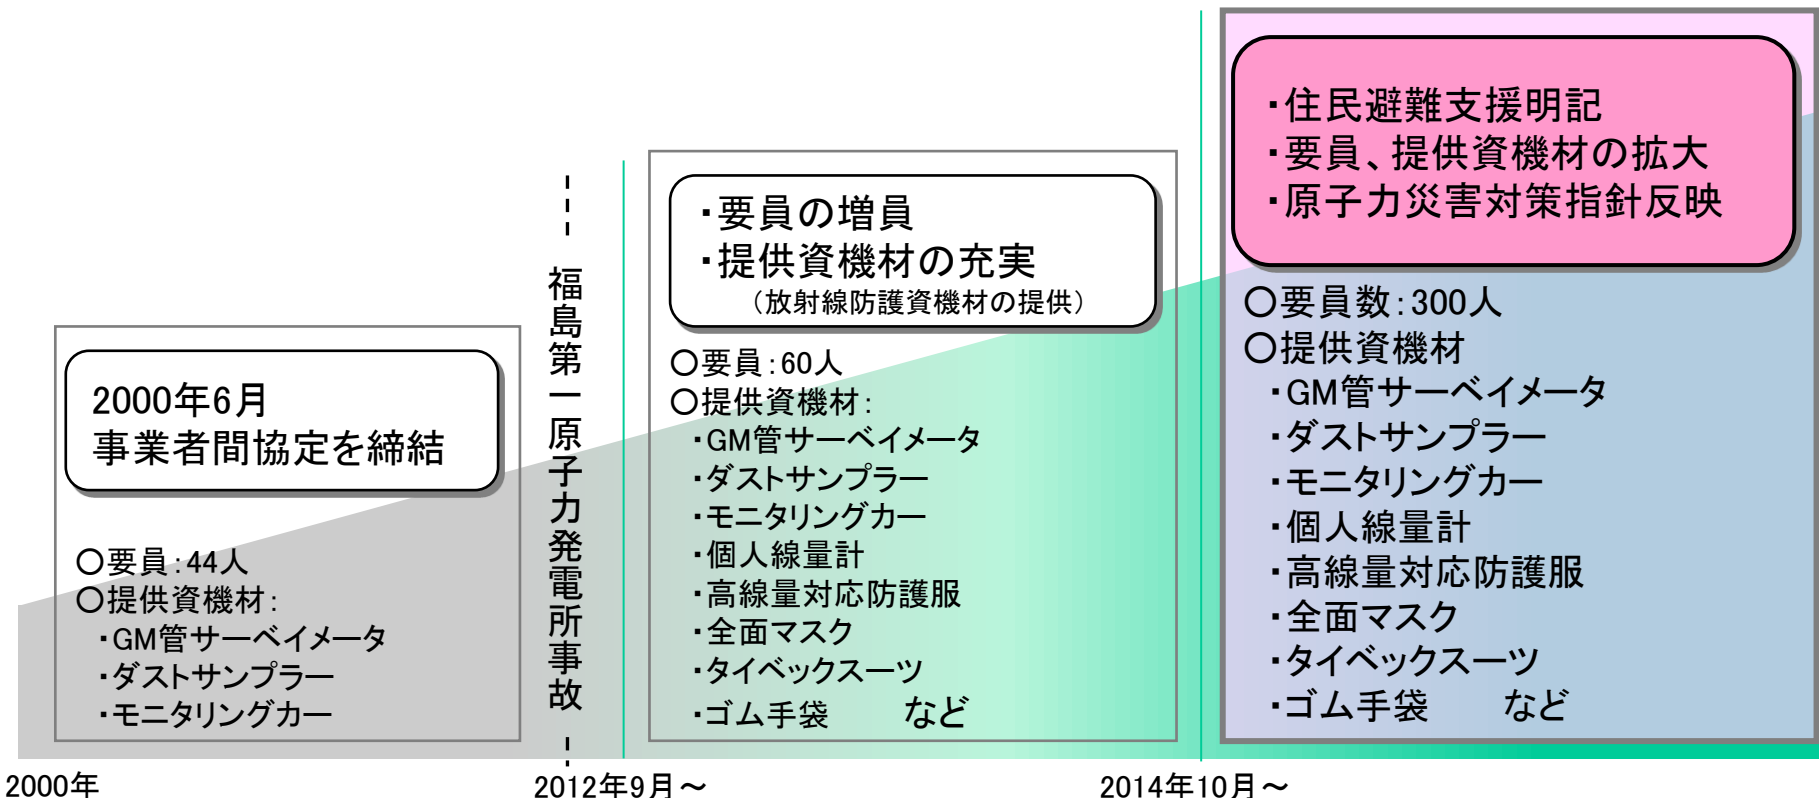 2000年6月
事業者間協定を締結
○要員:44人
○提供資機材:
・GM管サーベイメータ
・ダストサンプラー
・モニタリングカー
福島第一原子力発電所事故
・要員の増員
・提供資機材の充実
(放射線防護資機材の提供)
○要員:60人
○提供資機材:
・GM管サーベイメータ
・ダストサンプラー
・モニタリングカー
・個人線量計
・高線量対応防護服
・全面マスク
・タイベックスーツ
・ゴム手袋 など
・住民避難支援明記
・要員、提供資機材の拡大
・原子力災害対策指針反映
○要員数:300人
○提供資機材
・GM管サーベイメータ
・ダストサンプラー
・モニタリングカー
・個人線量計
・高線量対応防護服
・全面マスク
・タイベックスーツ
・ゴム手袋 など
2000年
2012年9月～
2014年10月～